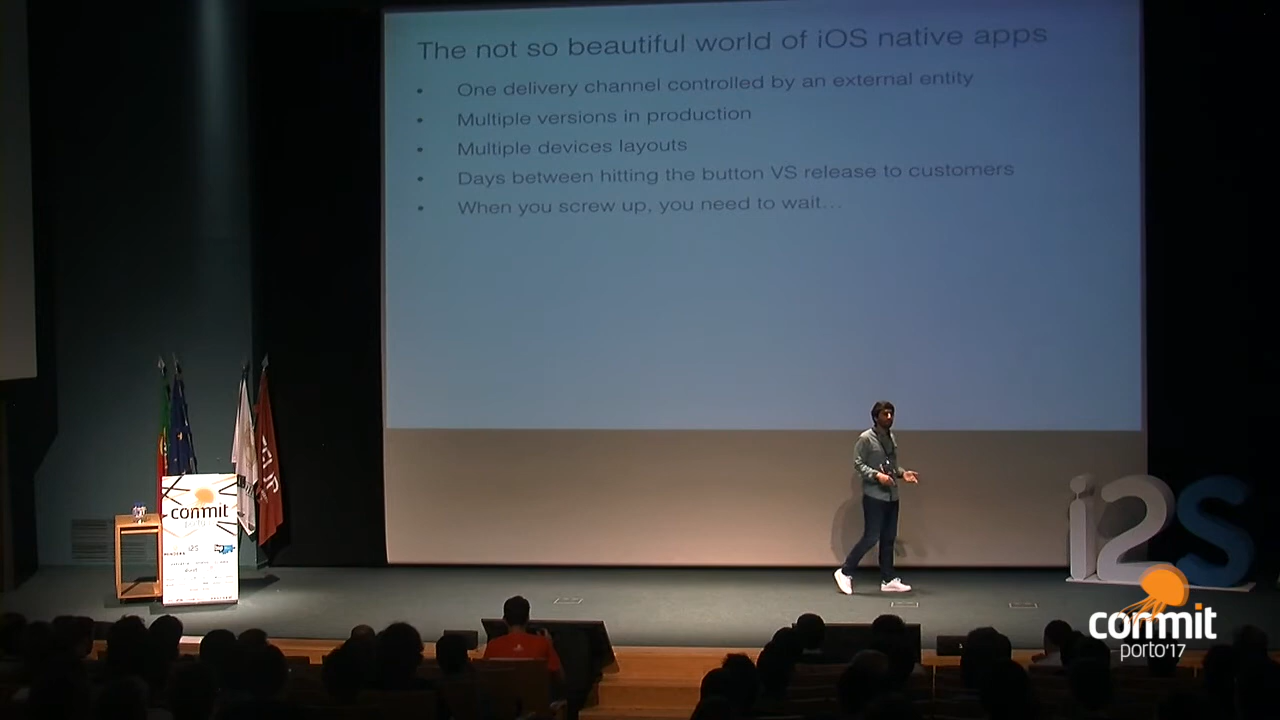 The not so beautiful world of iOS native apps
• One delivery channel controlled by an external entity
• Multiple versions in production
• Multiple devices layouts
• Days between hitting the button VS release to customers
• When you screw up, you need to wait...
commit
porto
i2S
i2S
commit
porto'17